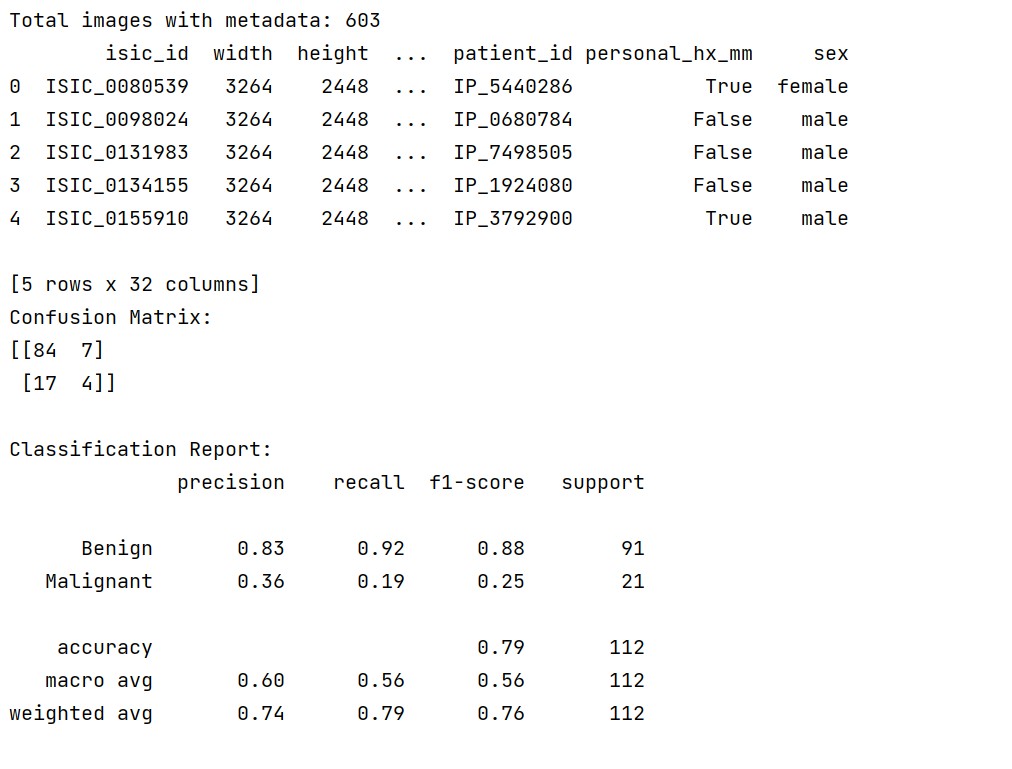 Total images with metadata: 603
        isic_id  width  height  ...  patient_id personal_hx_mm     sex
0  ISIC_0080539   3264    2448  ...  IP_5440286           True  female
1  ISIC_0098024   3264    2448  ...  IP_0680784          False    male
2  ISIC_0131983   3264    2448  ...  IP_7498505          False    male
3  ISIC_0134155   3264    2448  ...  IP_1924080          False    male
4  ISIC_0155910   3264    2448  ...  IP_3792900           True    male

[5 rows x 32 columns]
Confusion Matrix:
[[84  7]
 [17  4]]

Classification Report:
              precision    recall  f1-score   support

      Benign       0.83      0.92      0.88        91
   Malignant       0.36      0.19      0.25        21

    accuracy                           0.79       112
   macro avg       0.60      0.56      0.56       112
weighted avg       0.74      0.79      0.76       112